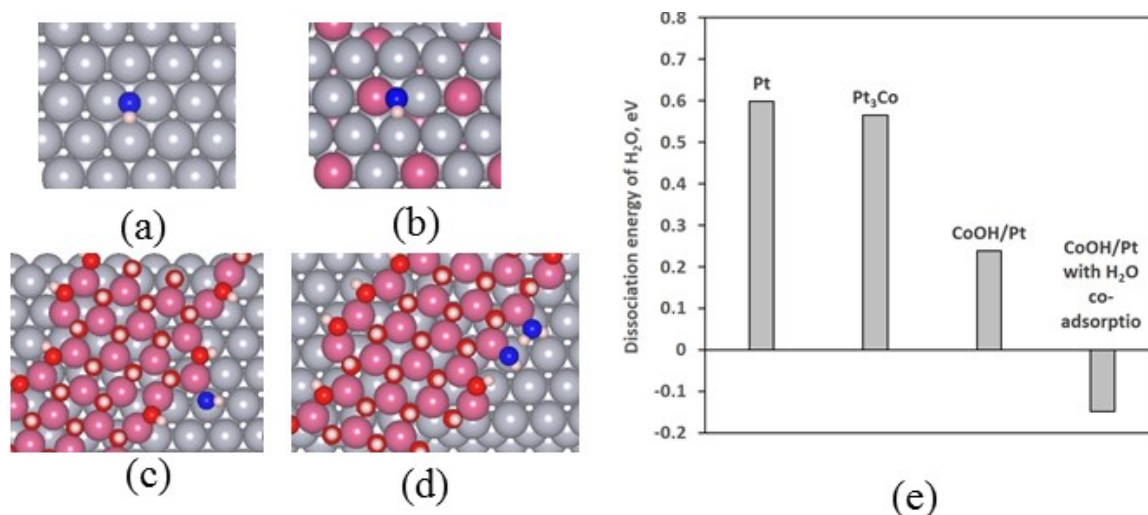 (a)
(b)
(c)
(d)
0.8
0.7
0.6
0.5
0.4
0.3
0.2
0.1
0
-0.1
-0.2
Dissociation energy of H₂O, eV
Pt
Pt₃Co
CoOH/Pt
CoOH/Pt
with H₂O
co-
adsorptio
(e)